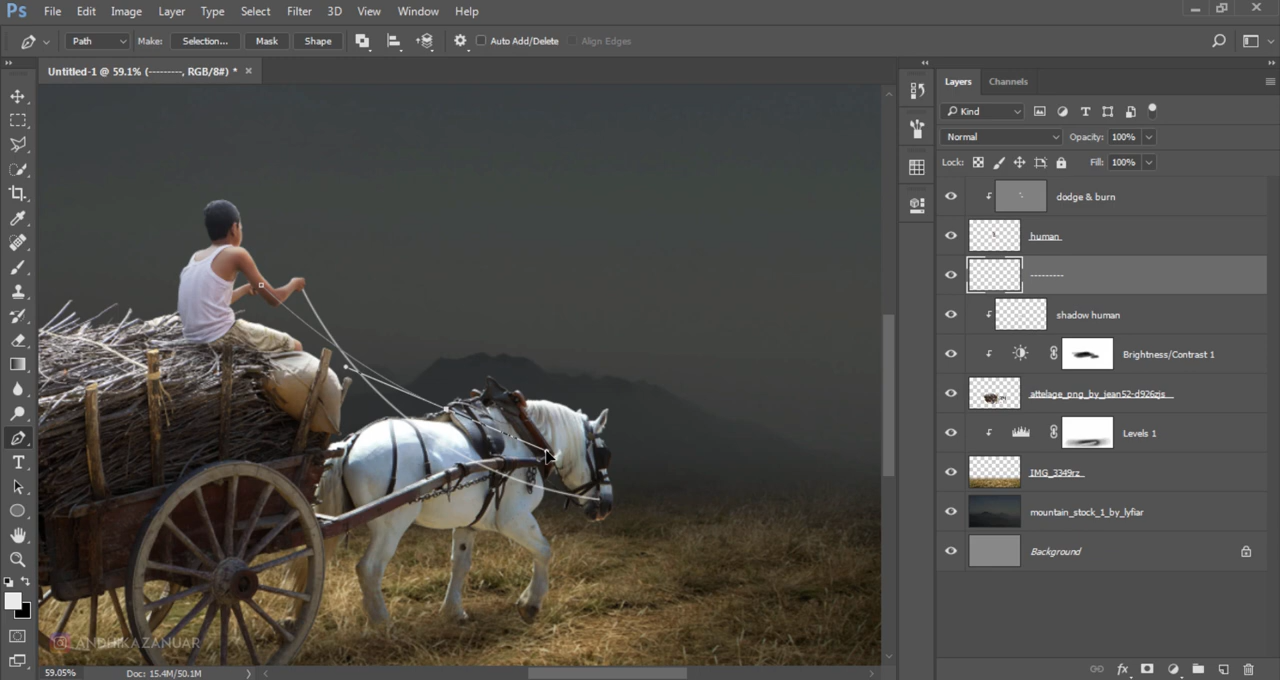 Ps File Edit Image Layer Type Select Filter 3D View Window Help
Path Make: Selection... Mask Shape Auto Add/Delete Align Edges
Untitled-1 @ 59.1% (---------, RGB/8#) * ×
Layers Channels
Kind
Normal Opacity: 100%
Lock: Fill: 100%
dodge & burn
human
---------
shadow human
Brightness/Contrast 1
attelage_png_by_jean52-d926zjs
Levels 1
IMG_3349rz
mountain_stock_1_by_lyfiar
Background
ANDHIKAZANUAR
59.05% Doc: 15.4M/50.1M